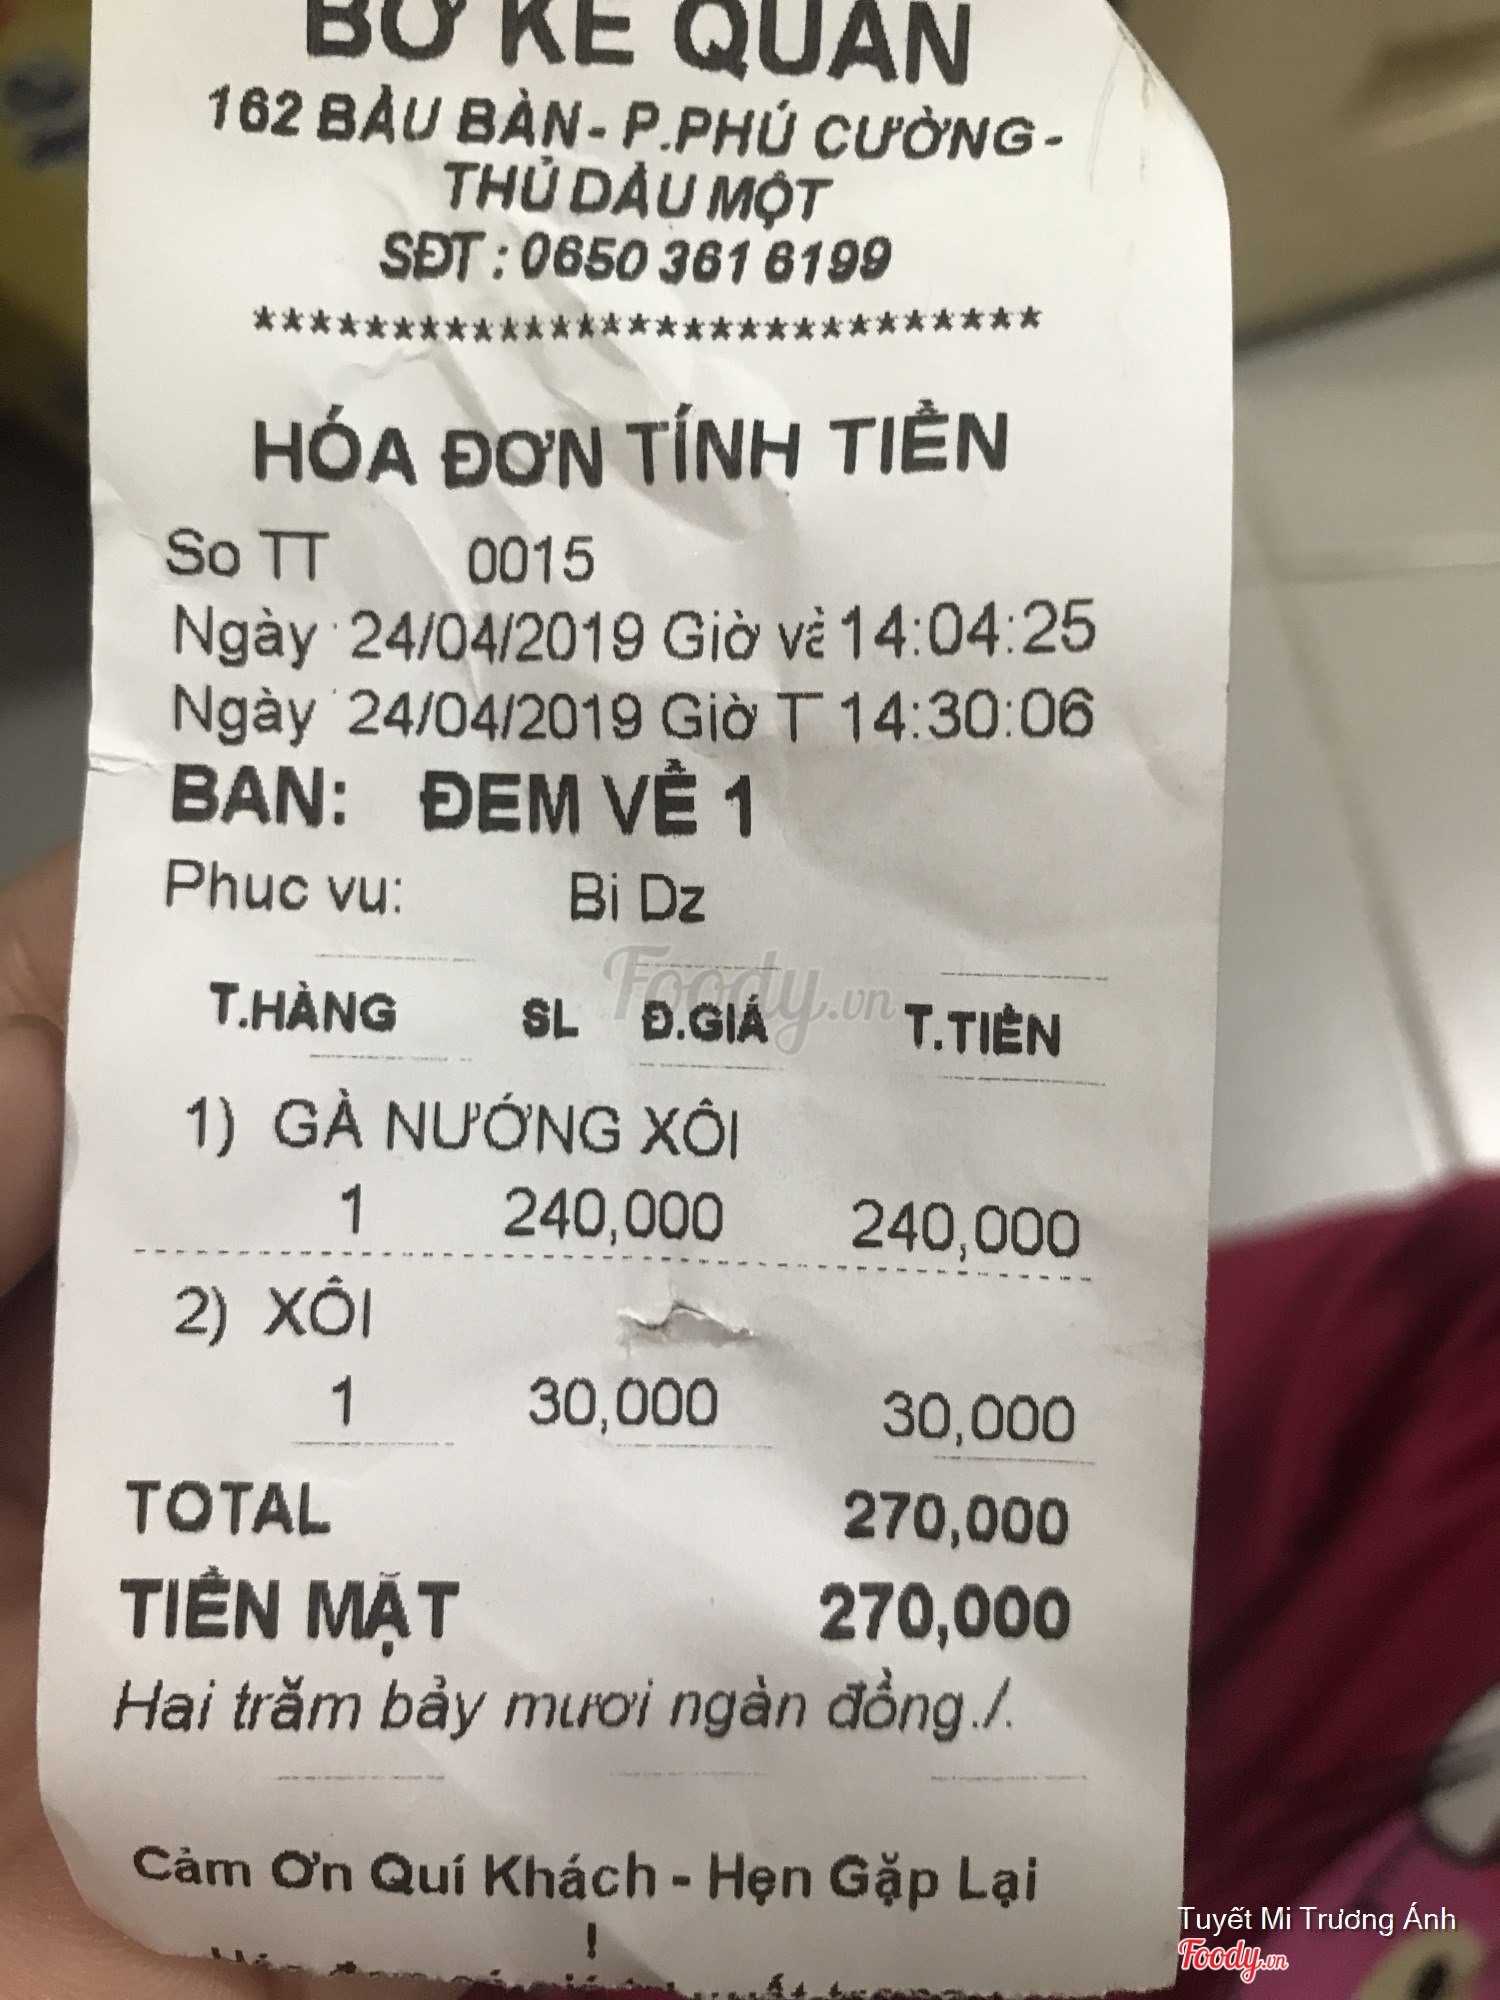 BỜ KÈ QUÁN
162 BÀU BÀN - P.PHÚ CƯỜNG -
THỦ DẦU MỘT
SĐT : 0650 361 6199
*****************************
HÓA ĐƠN TÍNH TIỀN
So TT 0015
Ngày 24/04/2019 Giờ và 14:04:25
Ngày 24/04/2019 Giờ T 14:30:06
BAN: ĐEM VỀ 1
Phuc vu: Bi Dz
T.HÀNG SL Đ.GIÁ T.TIỀN
1) GÀ NƯỚNG XÔI
1 240,000 240,000
2) XÔI
1 30,000 30,000
TOTAL 270,000
TIỀN MẶT 270,000
Hai trăm bảy mươi ngàn đồng./.
Cảm Ơn Quí Khách - Hẹn Gặp Lại
!
Foody.vn
Tuyết Mi Trương Ánh
Foody.vn